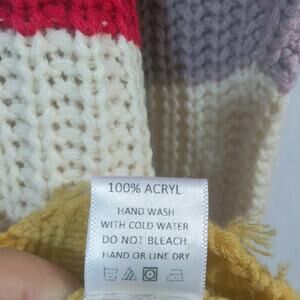 100% ACRYL
HAND WASH
WITH COLD WATER
DO NOT BLEACH
HAND OR LINE DRY